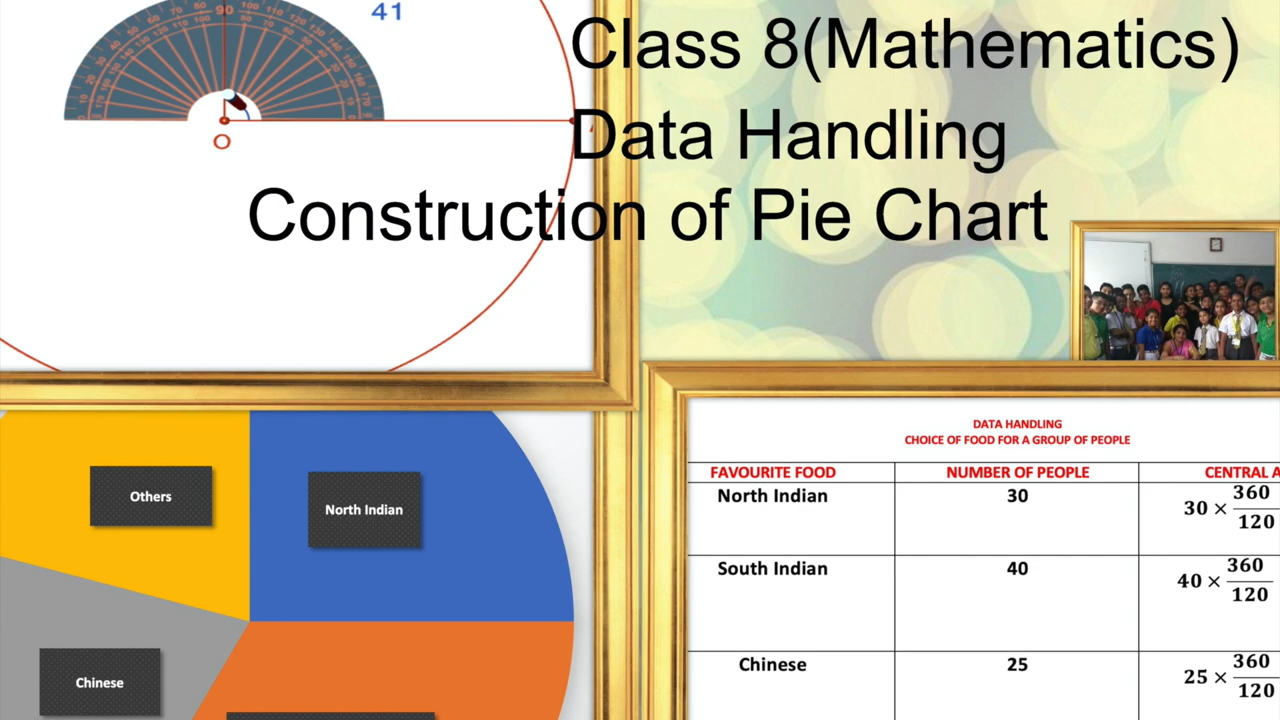 41
90
O
Class 8(Mathematics)
Data Handling
Construction of Pie Chart
Others
North Indian
Chinese
DATA HANDLING
CHOICE OF FOOD FOR A GROUP OF PEOPLE
FAVOURITE FOOD NUMBER OF PEOPLE CENTRAL A
North Indian 30 30 × 360/120
South Indian 40 40 × 360/120
Chinese 25 25 × 360/120